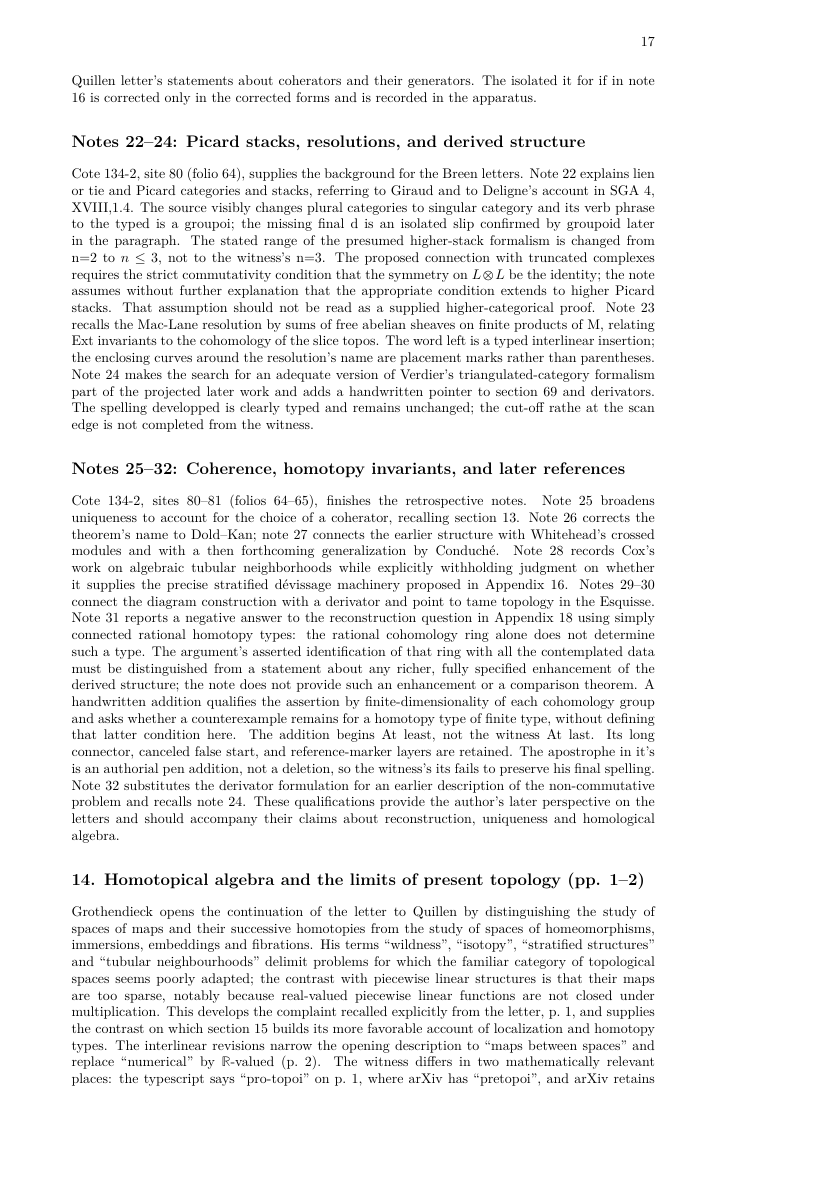 17
Quillen letter's statements about coherators and their generators. The isolated it for if in note
16 is corrected only in the corrected forms and is recorded in the apparatus.
Notes 22–24: Picard stacks, resolutions, and derived structure
Cote 134-2, site 80 (folio 64), supplies the background for the Breen letters. Note 22 explains lien
or tie and Picard categories and stacks, referring to Giraud and to Deligne's account in SGA 4,
XVIII,1.4. The source visibly changes plural categories to singular category and its verb phrase
to the typed is a groupoi; the missing final d is an isolated slip confirmed by groupoid later
in the paragraph. The stated range of the presumed higher-stack formalism is changed from
n=2 to n ≤ 3, not to the witness's n=3. The proposed connection with truncated complexes
requires the strict commutativity condition that the symmetry on L⊗L be the identity; the note
assumes without further explanation that the appropriate condition extends to higher Picard
stacks. That assumption should not be read as a supplied higher-categorical proof. Note 23
recalls the Mac-Lane resolution by sums of free abelian sheaves on finite products of M, relating
Ext invariants to the cohomology of the slice topos. The word left is a typed interlinear insertion;
the enclosing curves around the resolution's name are placement marks rather than parentheses.
Note 24 makes the search for an adequate version of Verdier's triangulated-category formalism
part of the projected later work and adds a handwritten pointer to section 69 and derivators.
The spelling developped is clearly typed and remains unchanged; the cut-off rathe at the scan
edge is not completed from the witness.
Notes 25–32: Coherence, homotopy invariants, and later references
Cote 134-2, sites 80–81 (folios 64–65), finishes the retrospective notes. Note 25 broadens
uniqueness to account for the choice of a coherator, recalling section 13. Note 26 corrects the
theorem's name to Dold–Kan; note 27 connects the earlier structure with Whitehead's crossed
modules and with a then forthcoming generalization by Conduché. Note 28 records Cox's
work on algebraic tubular neighborhoods while explicitly withholding judgment on whether
it supplies the precise stratified dévissage machinery proposed in Appendix 16. Notes 29–30
connect the diagram construction with a derivator and point to tame topology in the Esquisse.
Note 31 reports a negative answer to the reconstruction question in Appendix 18 using simply
connected rational homotopy types: the rational cohomology ring alone does not determine
such a type. The argument's asserted identification of that ring with all the contemplated data
must be distinguished from a statement about any richer, fully specified enhancement of the
derived structure; the note does not provide such an enhancement or a comparison theorem. A
handwritten addition qualifies the assertion by finite-dimensionality of each cohomology group
and asks whether a counterexample remains for a homotopy type of finite type, without defining
that latter condition here. The addition begins At least, not the witness At last. Its long
connector, canceled false start, and reference-marker layers are retained. The apostrophe in it's
is an authorial pen addition, not a deletion, so the witness's its fails to preserve his final spelling.
Note 32 substitutes the derivator formulation for an earlier description of the non-commutative
problem and recalls note 24. These qualifications provide the author's later perspective on the
letters and should accompany their claims about reconstruction, uniqueness and homological
algebra.
14. Homotopical algebra and the limits of present topology (pp. 1–2)
Grothendieck opens the continuation of the letter to Quillen by distinguishing the study of
spaces of maps and their successive homotopies from the study of spaces of homeomorphisms,
immersions, embeddings and fibrations. His terms “wildness”, “isotopy”, “stratified structures”
and “tubular neighbourhoods” delimit problems for which the familiar category of topological
spaces seems poorly adapted; the contrast with piecewise linear structures is that their maps
are too sparse, notably because real-valued piecewise linear functions are not closed under
multiplication. This develops the complaint recalled explicitly from the letter, p. 1, and supplies
the contrast on which section 15 builds its more favorable account of localization and homotopy
types. The interlinear revisions narrow the opening description to “maps between spaces” and
replace “numerical” by ℝ-valued (p. 2). The witness differs in two mathematically relevant
places: the typescript says “pro-topoi” on p. 1, where arXiv has “pretopoi”, and arXiv retains